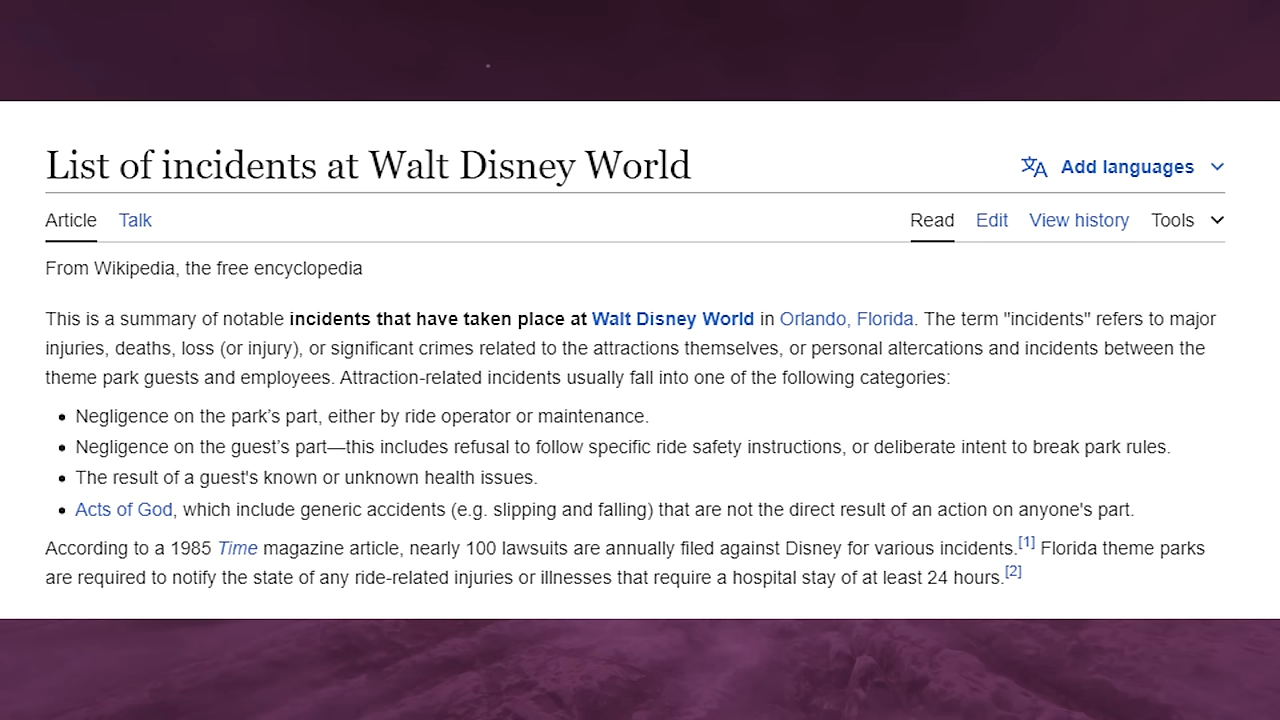 List of incidents at Walt Disney World
Add languages
Article Talk Read Edit View history Tools
From Wikipedia, the free encyclopedia
This is a summary of notable incidents that have taken place at Walt Disney World in Orlando, Florida. The term "incidents" refers to major
injuries, deaths, loss (or injury), or significant crimes related to the attractions themselves, or personal altercations and incidents between the
theme park guests and employees. Attraction-related incidents usually fall into one of the following categories:
• Negligence on the park’s part, either by ride operator or maintenance.
• Negligence on the guest’s part—this includes refusal to follow specific ride safety instructions, or deliberate intent to break park rules.
• The result of a guest's known or unknown health issues.
• Acts of God, which include generic accidents (e.g. slipping and falling) that are not the direct result of an action on anyone's part.
According to a 1985 Time magazine article, nearly 100 lawsuits are annually filed against Disney for various incidents.[1] Florida theme parks
are required to notify the state of any ride-related injuries or illnesses that require a hospital stay of at least 24 hours.[2]